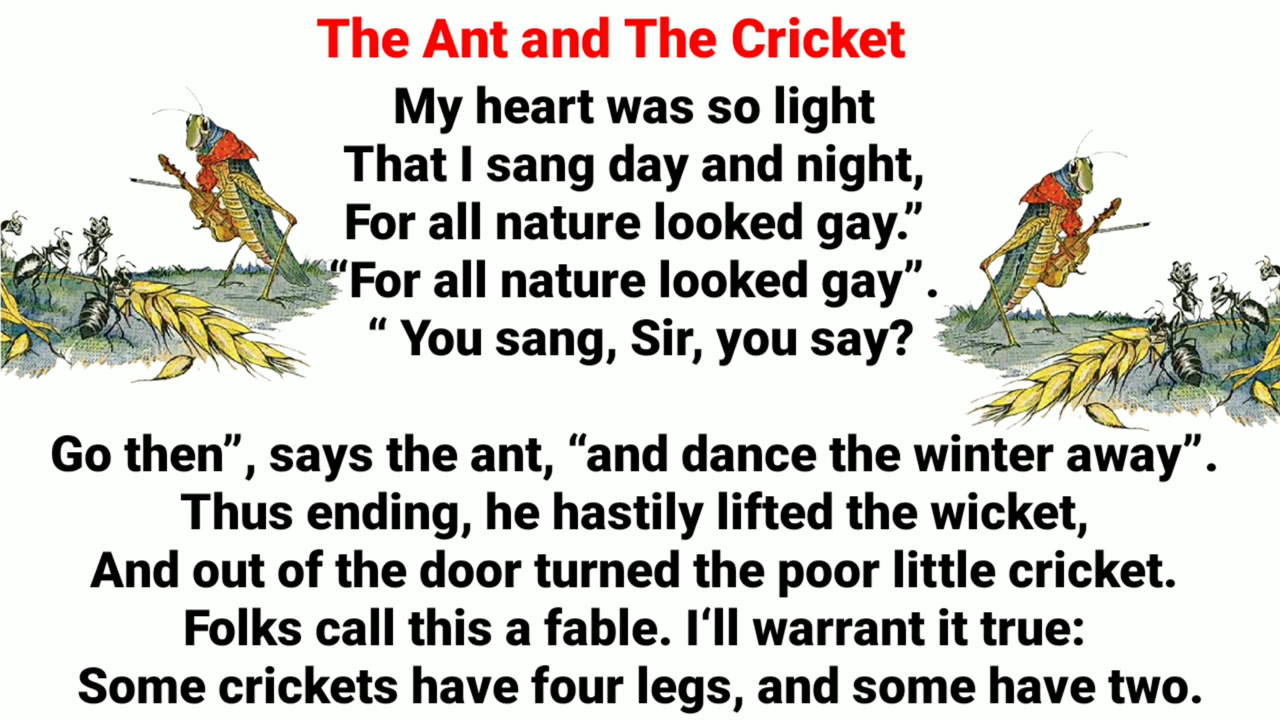 The Ant and The Cricket
My heart was so light
That I sang day and night,
For all nature looked gay.”
“For all nature looked gay”.
“ You sang, Sir, you say?
Go then”, says the ant, “and dance the winter away”.
Thus ending, he hastily lifted the wicket,
And out of the door turned the poor little cricket.
Folks call this a fable. I‘ll warrant it true:
Some crickets have four legs, and some have two.